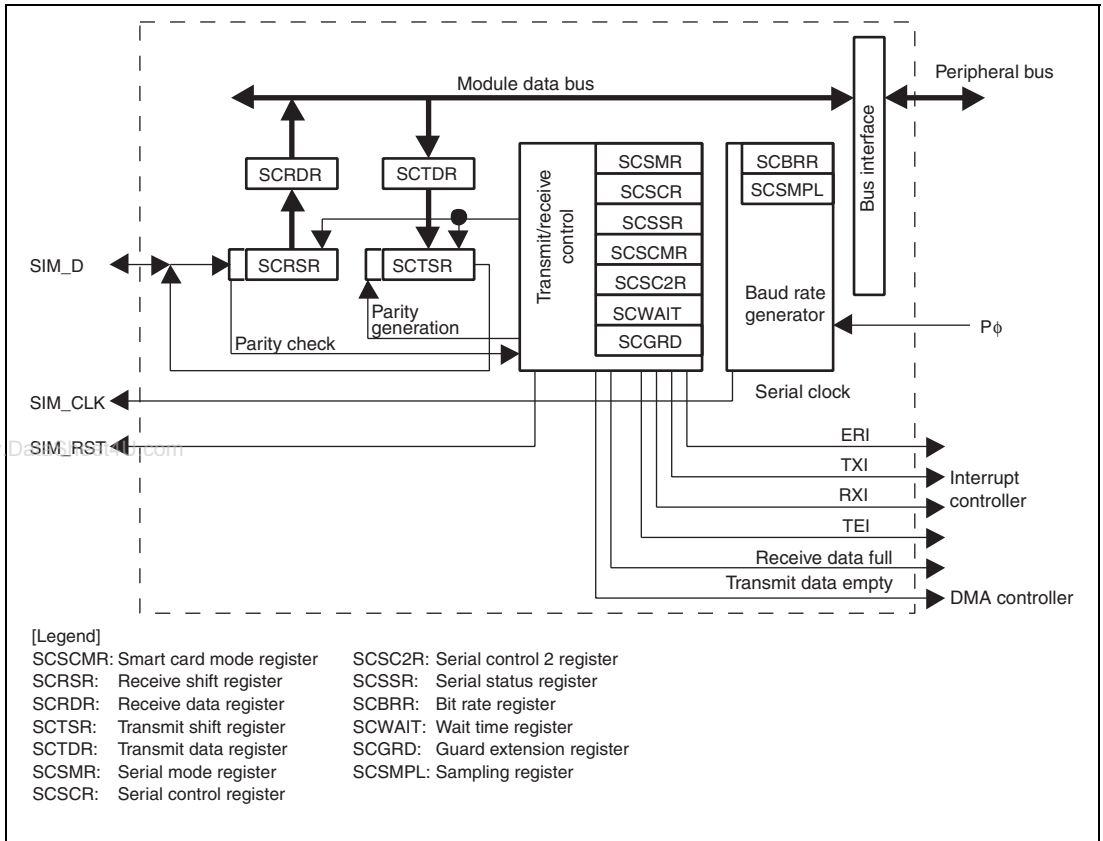 Module data bus
Peripheral bus
Bus interface
SCRDR
SCTDR
SCSMR
SCBRR
SCSCR
SCSMPL
SCSSR
Transmit/receive
control
SCSCMR
SIM_D
SCRSR
SCTSR
SCSC2R
Baud rate
generator
Parity
generation
SCWAIT
Pφ
Parity check
SCGRD
Serial clock
SIM_CLK
SIM_RST
ERI
TXI
Interrupt
controller
RXI
TEI
Receive data full
Transmit data empty
DMA controller
[Legend]
SCSCMR: Smart card mode register
SCRSR: Receive shift register
SCRDR: Receive data register
SCTSR: Transmit shift register
SCTDR: Transmit data register
SCSMR: Serial mode register
SCSCR: Serial control register
SCSC2R: Serial control 2 register
SCSSR: Serial status register
SCBRR: Bit rate register
SCWAIT: Wait time register
SCGRD: Guard extension register
SCSMPL: Sampling register